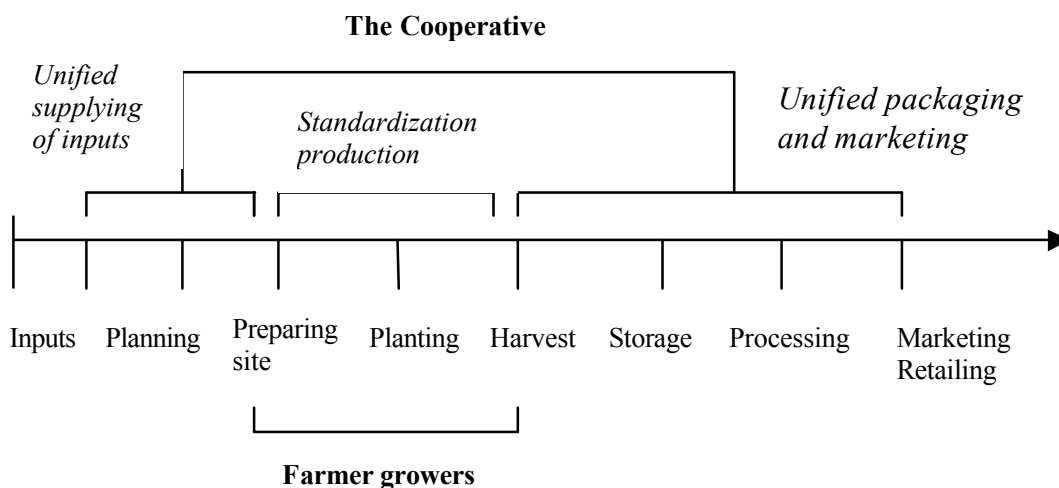 The Cooperative
Unified
supplying
of inputs
Standardization
production
Unified packaging
and marketing
Inputs
Planning
Preparing
site
Planting
Harvest
Storage
Processing
Marketing
Retailing
Farmer growers